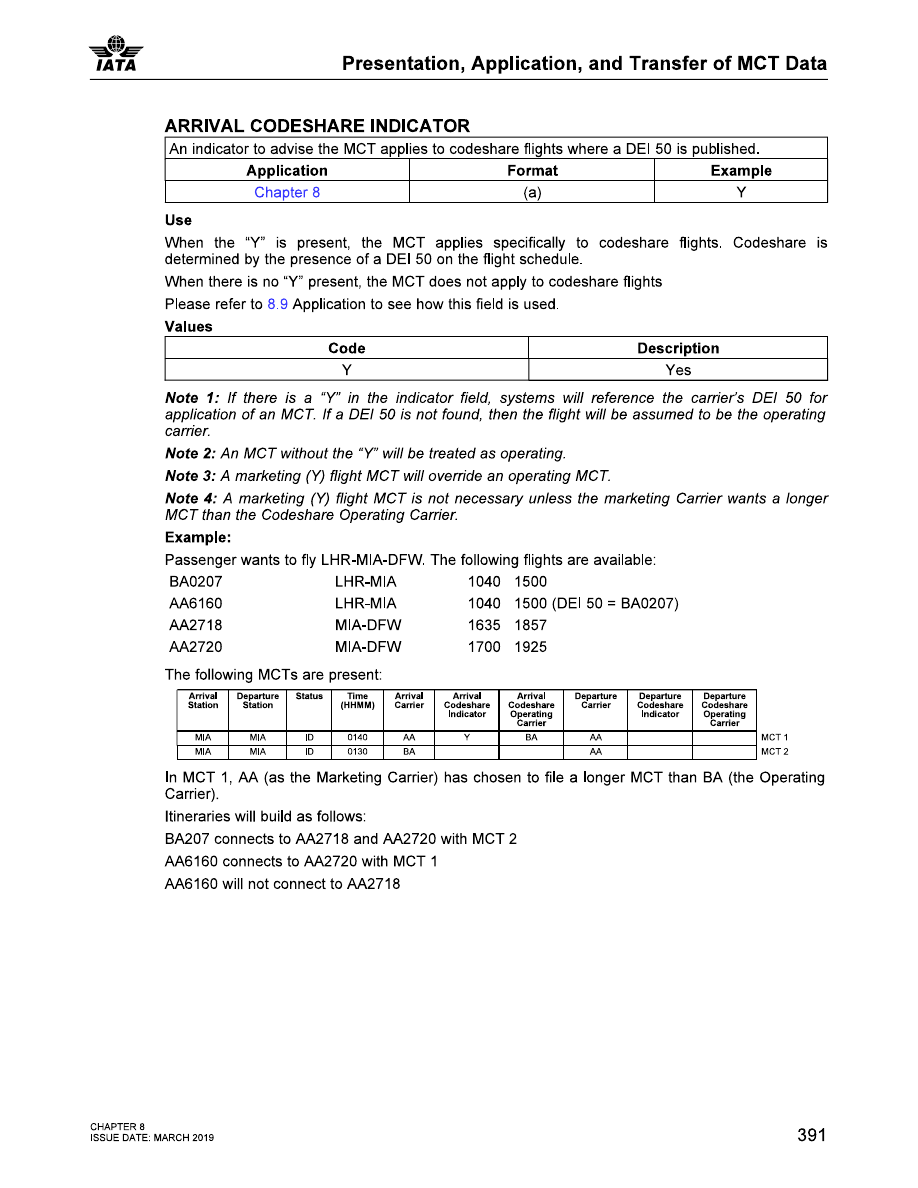 IATA
Presentation, Application, and Transfer of MCT Data
ARRIVAL CODESHARE INDICATOR
An indicator to advise the MCT applies to codeshare flights where a DEI 50 is published.
Application Format Example
Chapter 8 (a) Y
Use
When the “Y” is present, the MCT applies specifically to codeshare flights. Codeshare is
determined by the presence of a DEI 50 on the flight schedule.
When there is no “Y” present, the MCT does not apply to codeshare flights
Please refer to 8.9 Application to see how this field is used.
Values
Code Description
Y Yes
Note 1: If there is a “Y” in the indicator field, systems will reference the carrier’s DEI 50 for
application of an MCT. If a DEI 50 is not found, then the flight will be assumed to be the operating
carrier.
Note 2: An MCT without the “Y” will be treated as operating.
Note 3: A marketing (Y) flight MCT will override an operating MCT.
Note 4: A marketing (Y) flight MCT is not necessary unless the marketing Carrier wants a longer
MCT than the Codeshare Operating Carrier.
Example:
Passenger wants to fly LHR-MIA-DFW. The following flights are available:
BA0207 LHR-MIA 1040 1500
AA6160 LHR-MIA 1040 1500 (DEI 50 = BA0207)
AA2718 MIA-DFW 1635 1857
AA2720 MIA-DFW 1700 1925
The following MCTs are present:
Arrival Departure Status Time Arrival Arrival Arrival Departure Departure Departure
Station Station (HHMM) Carrier Codeshare Codeshare Carrier Codeshare Codeshare
Indicator Operating Indicator Operating
Carrier Carrier
MIA MIA ID 0140 AA Y BA AA MCT 1
MIA MIA ID 0130 BA AA MCT 2
In MCT 1, AA (as the Marketing Carrier) has chosen to file a longer MCT than BA (the Operating
Carrier).
Itineraries will build as follows:
BA207 connects to AA2718 and AA2720 with MCT 2
AA6160 connects to AA2720 with MCT 1
AA6160 will not connect to AA2718
CHAPTER 8
ISSUE DATE: MARCH 2019
391